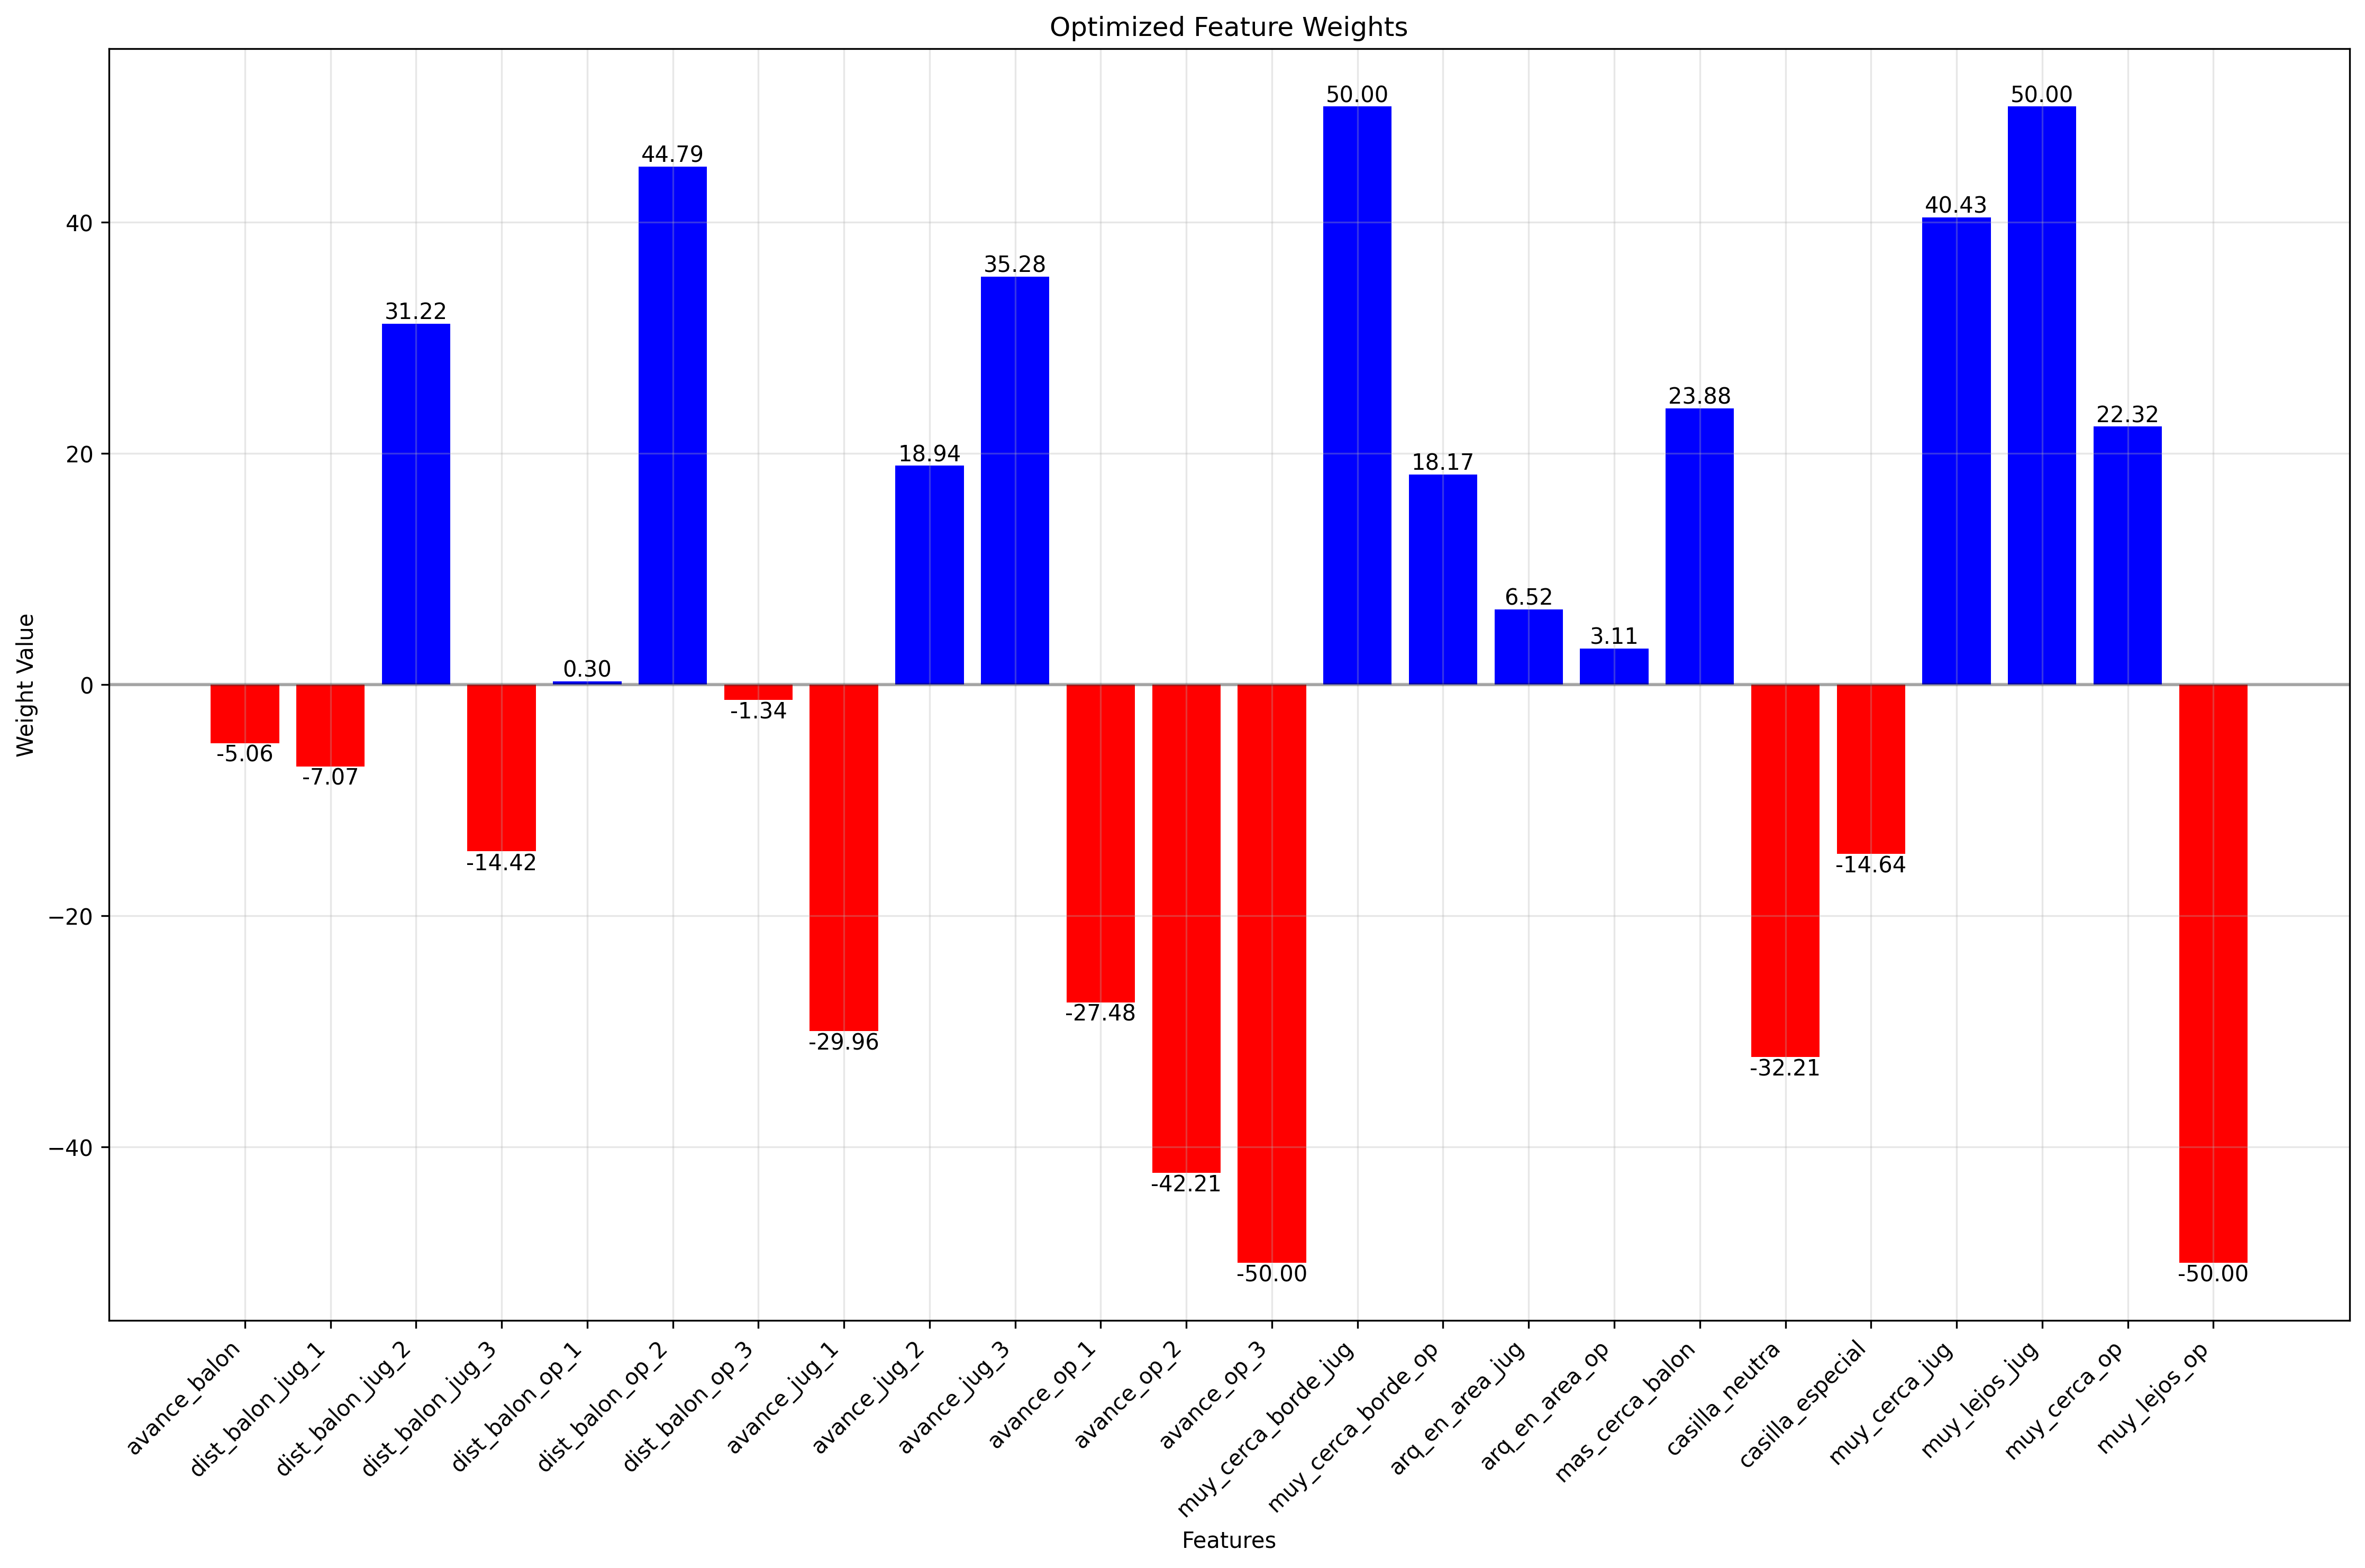 Optimized Feature Weights
Weight Value
40
20
0
−20
−40
-5.06
-7.07
31.22
-14.42
0.30
44.79
-1.34
-29.96
18.94
35.28
-27.48
-42.21
-50.00
50.00
18.17
6.52
3.11
23.88
-32.21
-14.64
40.43
50.00
22.32
-50.00
avance_balon
dist_balon_jug_1
dist_balon_jug_2
dist_balon_jug_3
dist_balon_op_1
dist_balon_op_2
dist_balon_op_3
avance_jug_1
avance_jug_2
avance_jug_3
avance_op_1
avance_op_2
avance_op_3
muy_cerca_borde_jug
muy_cerca_borde_op
arq_en_area_jug
arq_en_area_op
mas_cerca_balon
casilla_neutra
casilla_especial
muy_cerca_jug
muy_lejos_jug
muy_cerca_op
muy_lejos_op
Features